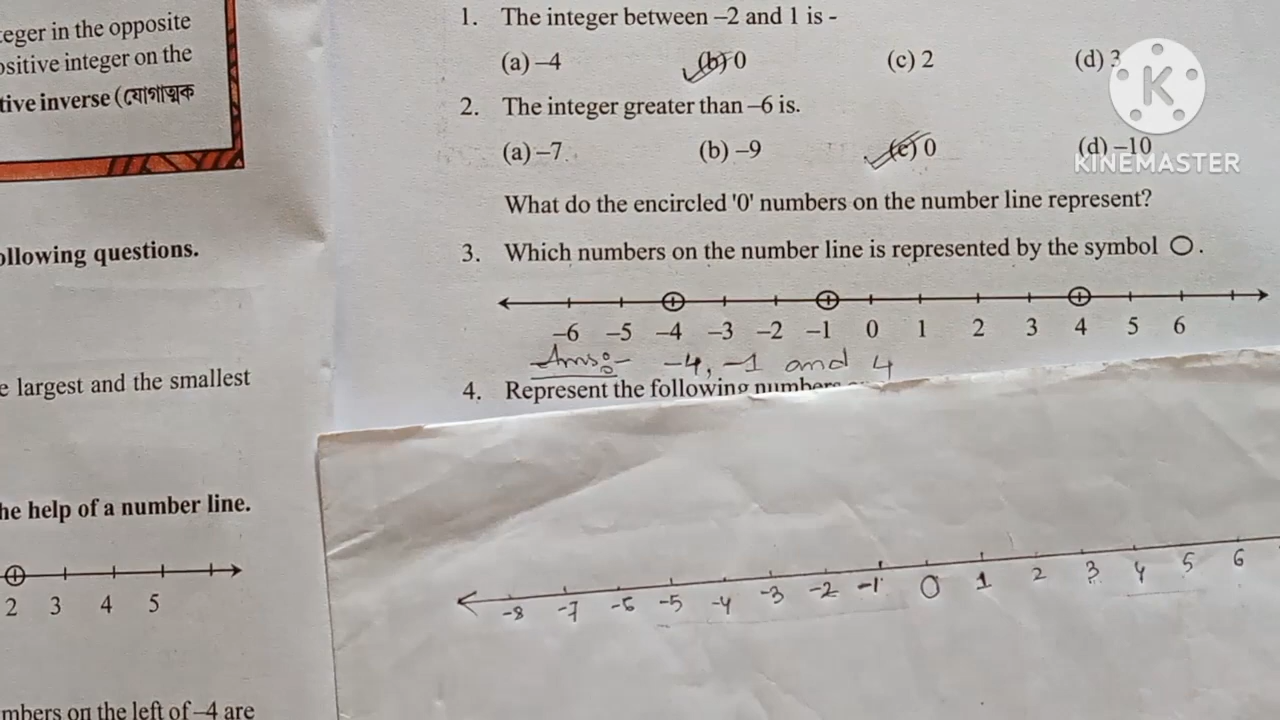 teger in the opposite
ositive integer on the
tive inverse (যোগাত্মক
ollowing questions.
e largest and the smallest
he help of a number line.
2 3 4 5
mbers on the left of –4 are
1. The integer between –2 and 1 is -
(a) –4 (b) 0 (c) 2 (d) 3
2. The integer greater than –6 is.
(a) –7 (b) –9 (c) 0 (d) –10
What do the encircled '0' numbers on the number line represent?
3. Which numbers on the number line is represented by the symbol O.
–6 –5 –4 –3 –2 –1 0 1 2 3 4 5 6
Ans:- -4, -1 and 4
4. Represent the following numbers
-8 -7 -6 -5 -4 -3 -2 -1 0 1 2 3 4 5 6
K
KINEMASTER